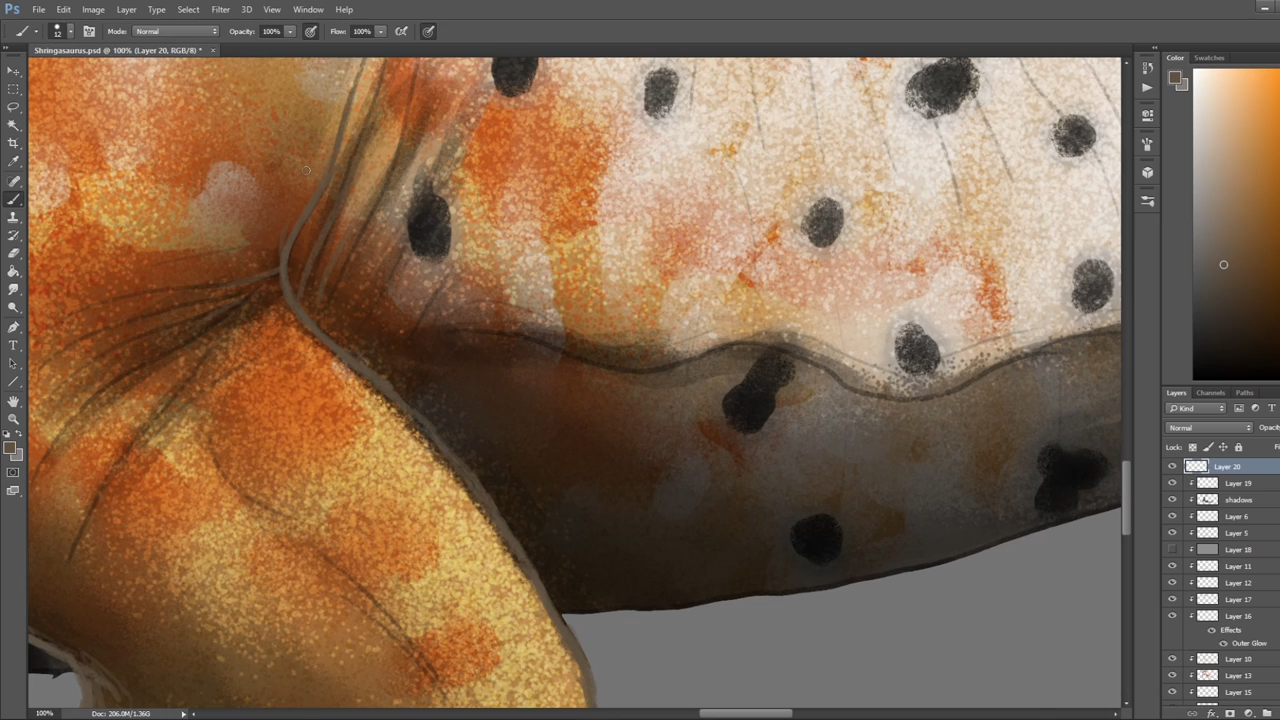 Ps File Edit Image Layer Type Select Filter 3D View Window Help
12 Mode: Normal Opacity: 100% Flow: 100%
Shringasaurus.psd @ 100% (Layer 20, RGB/8) * ×
Color Swatches
Layers Channels Paths
Kind
Normal Opacity
Lock: Fi
Layer 20
Layer 19
shadows
Layer 6
Layer 5
Layer 18
Layer 11
Layer 12
Layer 17
Layer 16
Effects
Outer Glow
Layer 10
Layer 13
Layer 15
100% Doc: 206.0M/1.36G